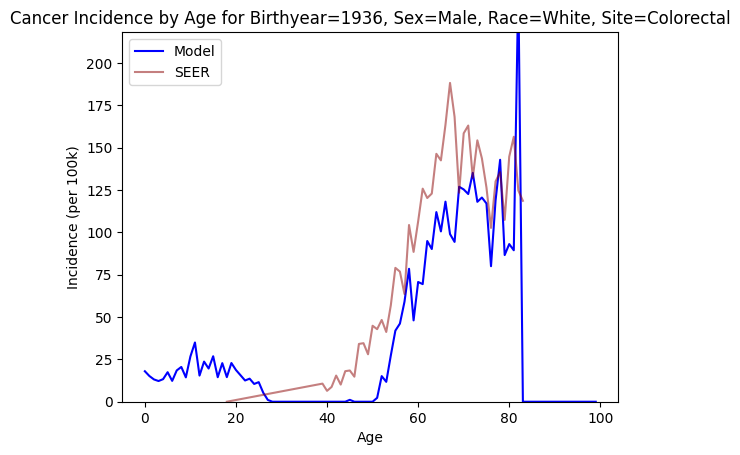 Cancer Incidence by Age for Birthyear=1936, Sex=Male, Race=White, Site=Colorectal
Model
SEER
200
175
150
125
100
75
50
25
0
Incidence (per 100k)
0 20 40 60 80 100
Age